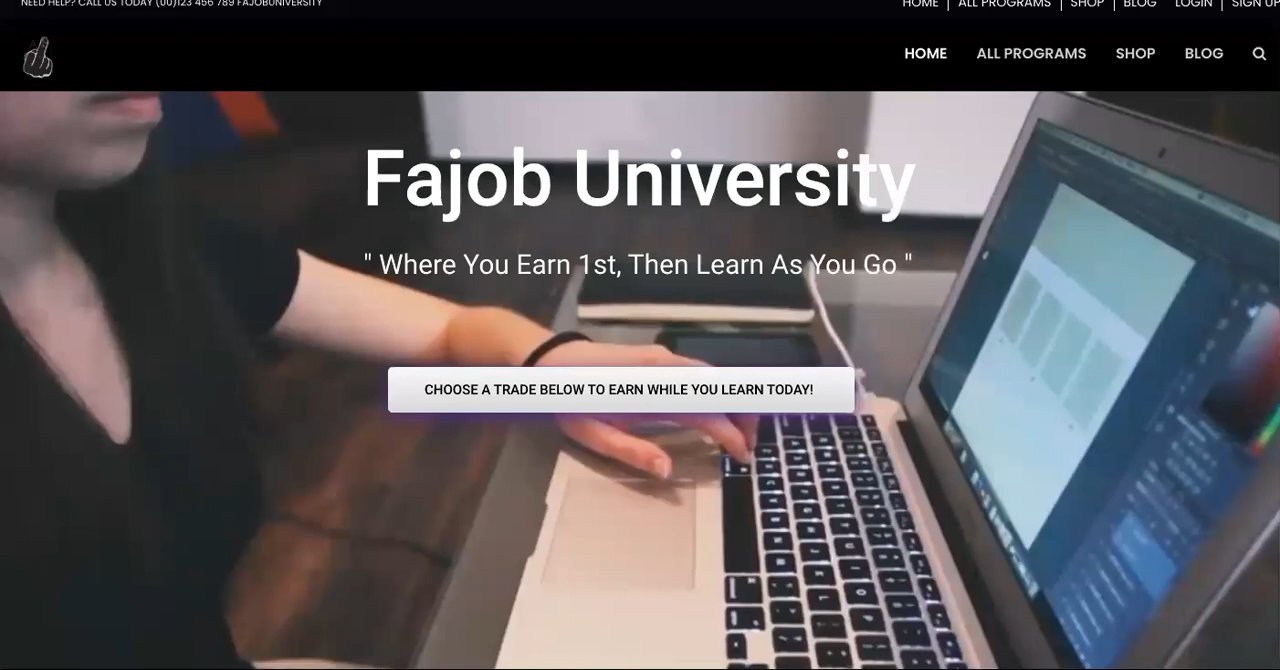 NEED HELP? CALL US TODAY (00)123 456 789 FAJOBUNIVERSITY
HOME | ALL PROGRAMS | SHOP | BLOG LOGIN | SIGN UP
HOME ALL PROGRAMS SHOP BLOG
Fajob University
" Where You Earn 1st, Then Learn As You Go "
CHOOSE A TRADE BELOW TO EARN WHILE YOU LEARN TODAY!